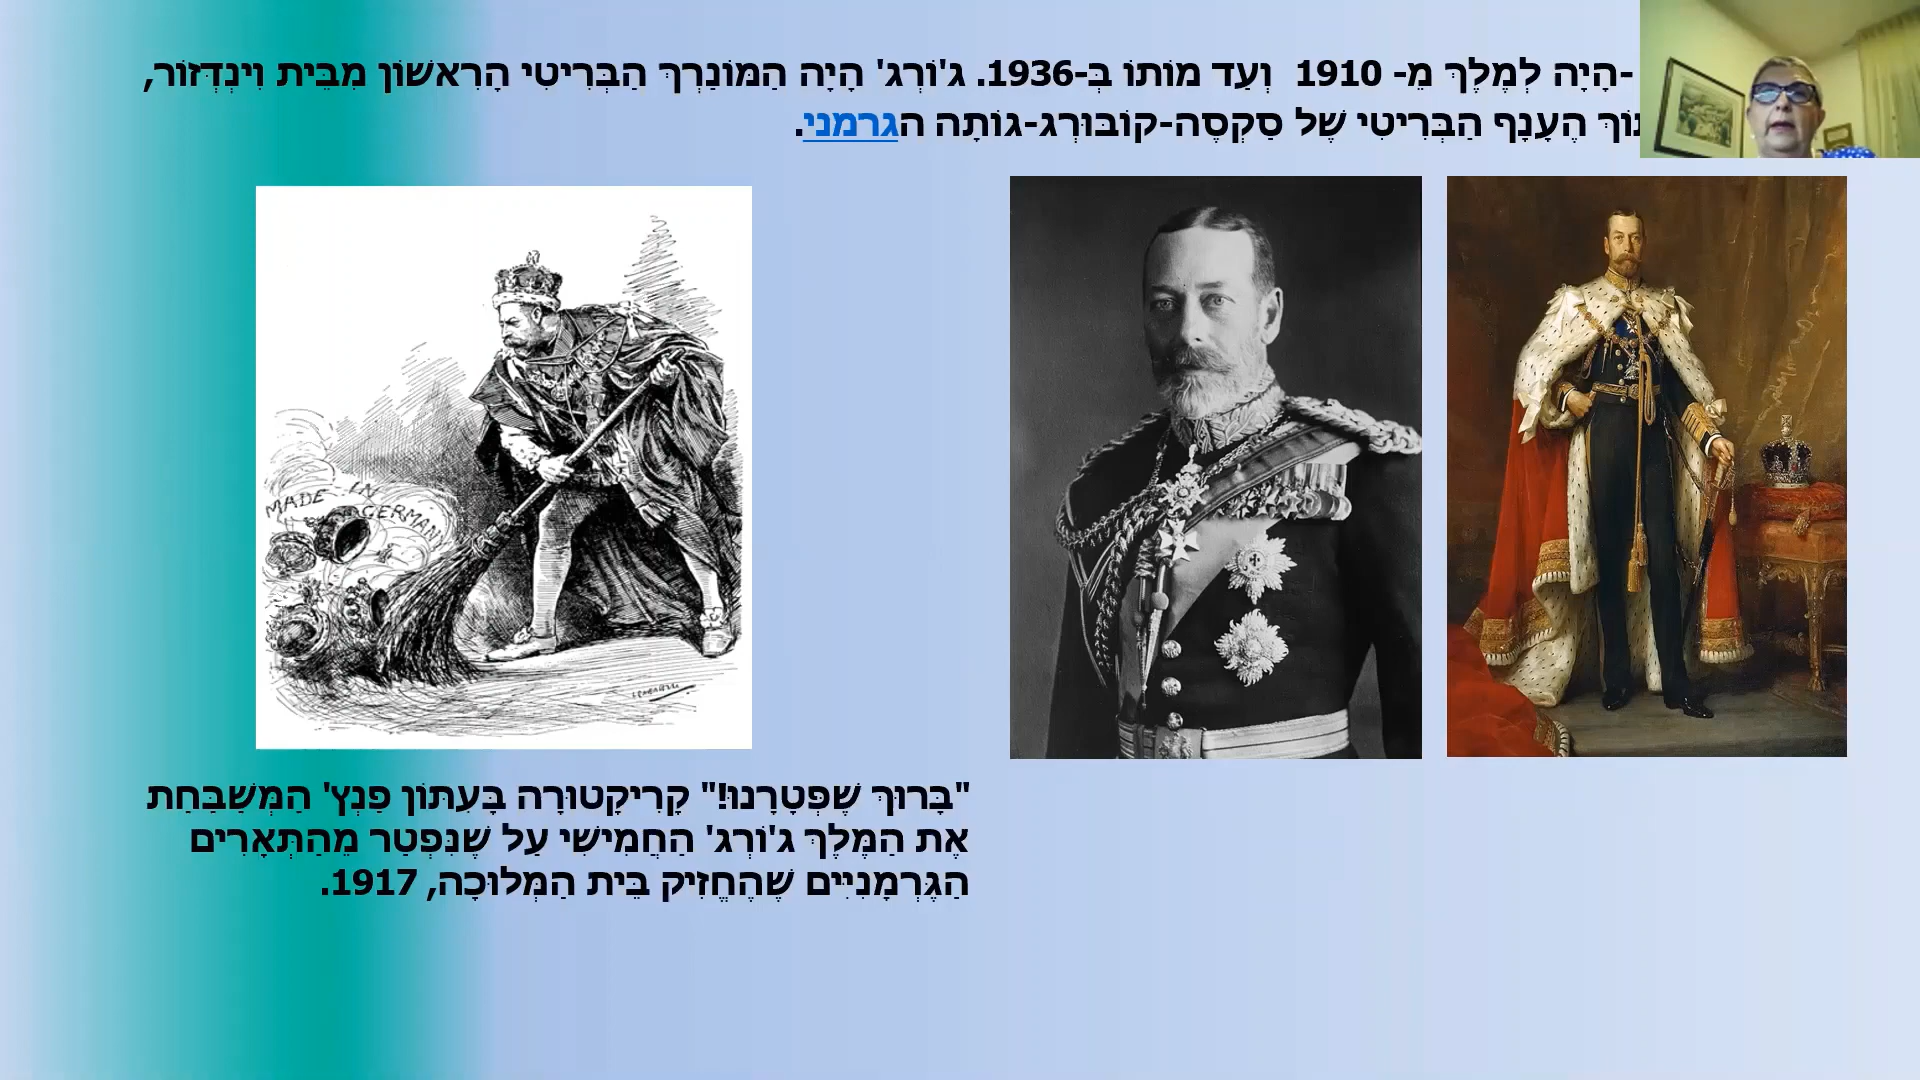 -הָיָה לְמֶלֶךְ מֵ- 1910 וְעַד מוֹתוֹ בְּ-1936. ג'וֹרְג' הָיָה הַמּוֹנַרְךְ הַבְּרִיטִי הָרִאשׁוֹן מִבֵּית וִינְדְּזוֹר,
הֶעָנָף הַבְּרִיטִי שֶׁל סַקְסֶה-קוֹבּוּרְג-גוֹתָה הגרמני.
MADE IN
GERMANY
"בָּרוּךְ שֶׁפְּטָרָנוּ!" קָרִיקָטוּרָה בָּעִתּוֹן פַּנְץ' הַמְּשַׁבַּחַת
אֶת הַמֶּלֶךְ ג'וֹרְג' הַחֲמִישִׁי עַל שֶׁנִּפְטַר מֵהַתְּאָרִים
הַגֶּרְמָנִיִּים שֶׁהֶחֱזִיק בֵּית הַמְּלוּכָה, 1917.